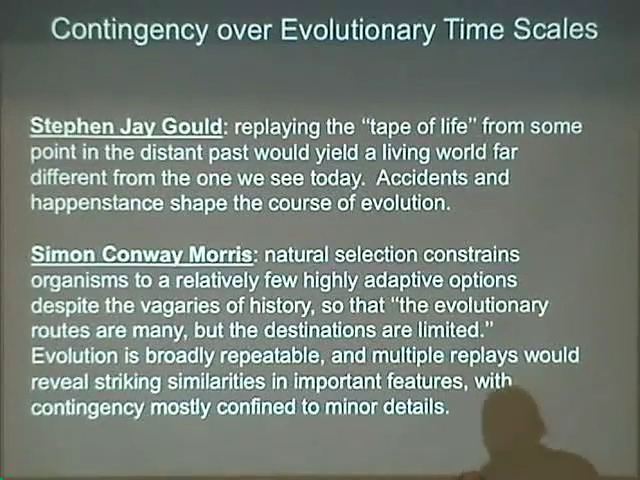 Contingency over Evolutionary Time Scales
Stephen Jay Gould: replaying the “tape of life” from some
point in the distant past would yield a living world far
different from the one we see today.  Accidents and
happenstance shape the course of evolution.
Simon Conway Morris: natural selection constrains
organisms to a relatively few highly adaptive options
despite the vagaries of history, so that “the evolutionary
routes are many, but the destinations are limited.”
Evolution is broadly repeatable, and multiple replays would
reveal striking similarities in important features, with
contingency mostly confined to minor details.